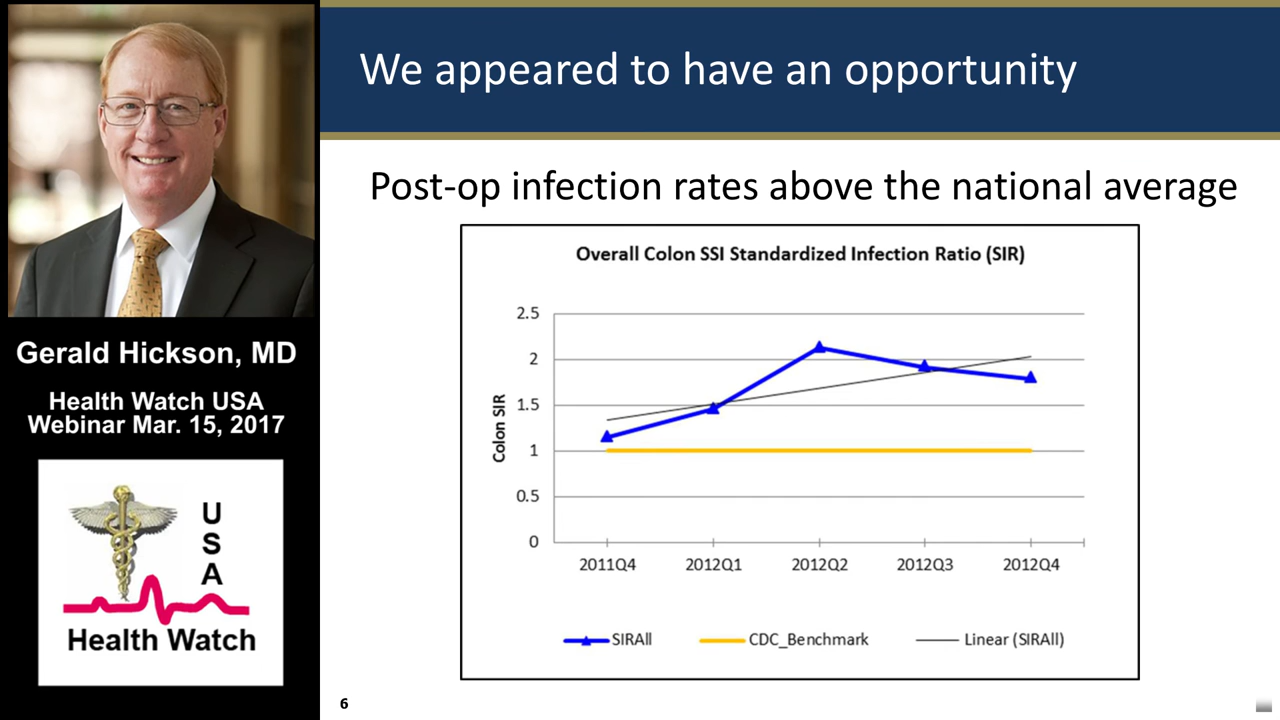 We appeared to have an opportunity
Post-op infection rates above the national average
Overall Colon SSI Standardized Infection Ratio (SIR)
Colon SIR
2.5
2
1.5
1
0.5
0
2011Q4 2012Q1 2012Q2 2012Q3 2012Q4
SIRAll CDC_Benchmark Linear (SIRAll)
Gerald Hickson, MD
Health Watch USA
Webinar Mar. 15, 2017
U
S
A
Health Watch
6